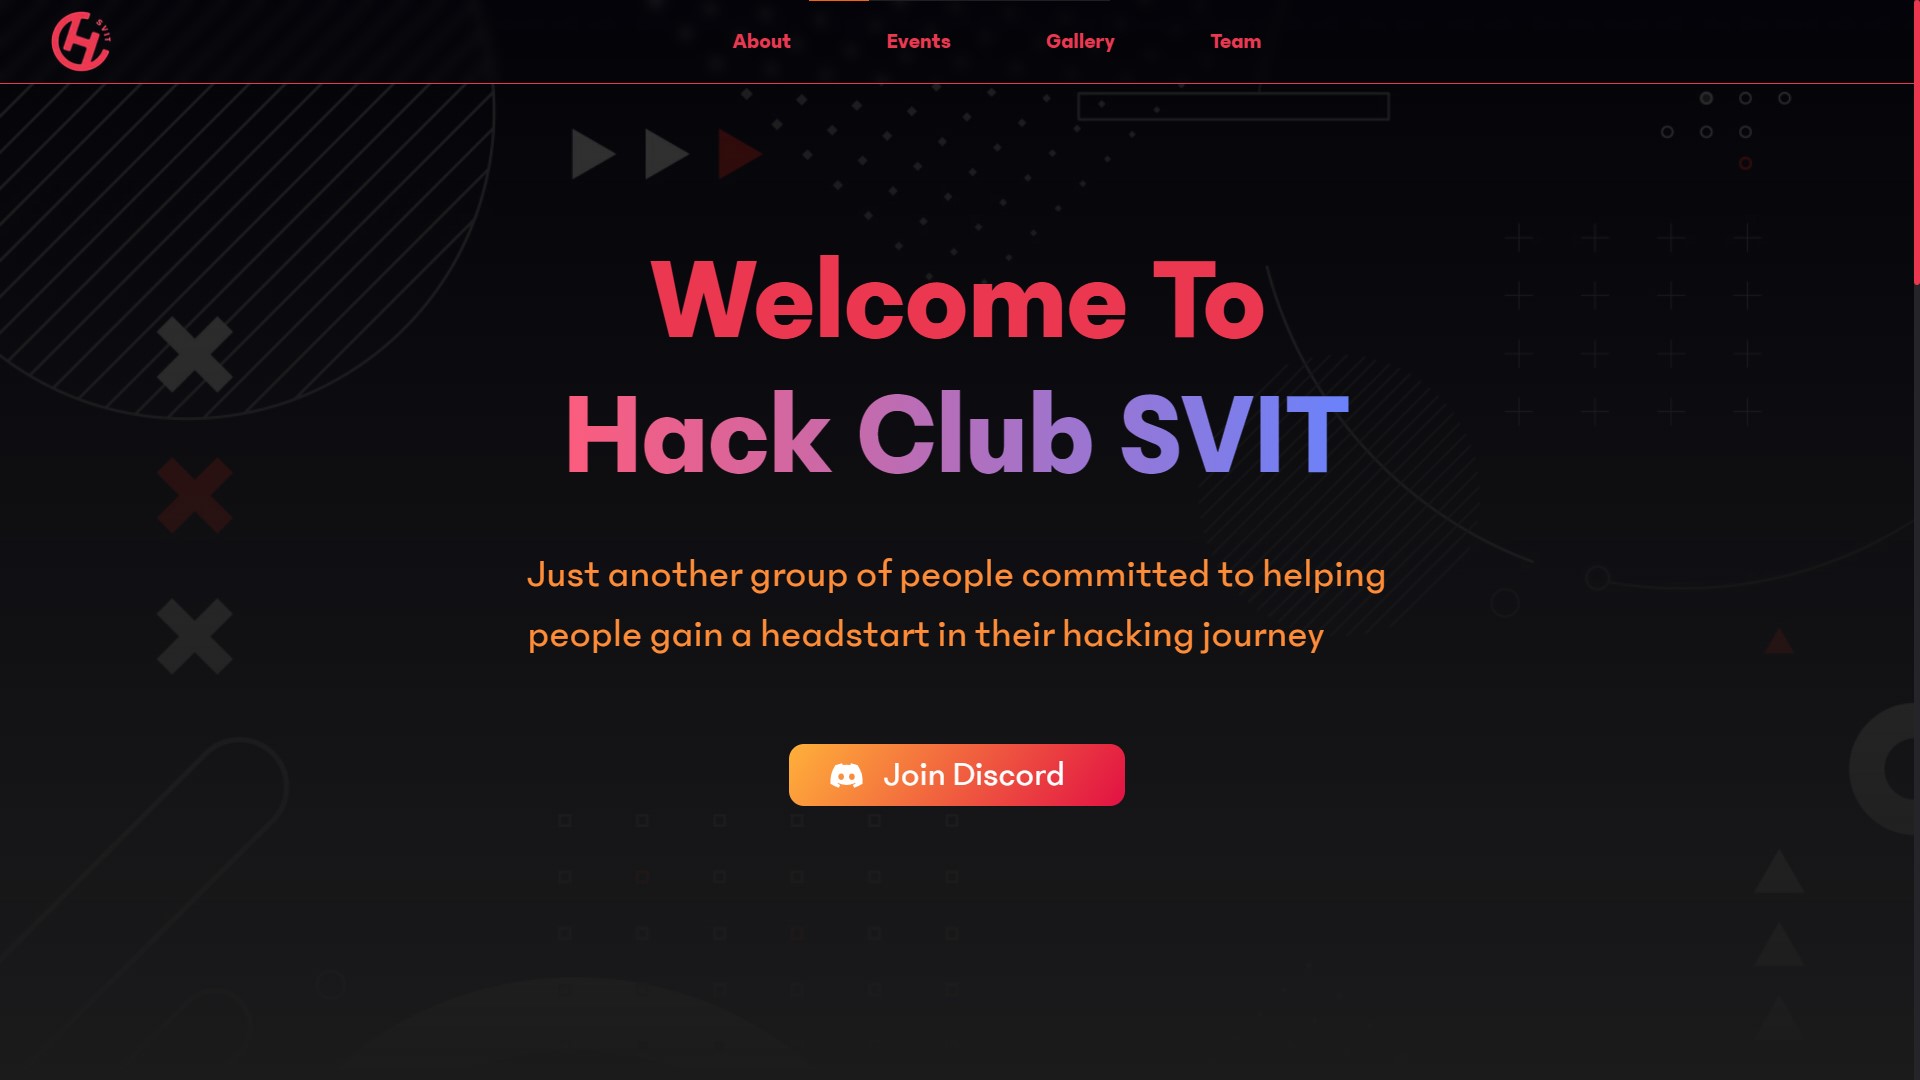 H SVIT
About Events Gallery Team
Welcome To
Hack Club SVIT
Just another group of people committed to helping
people gain a headstart in their hacking journey
Join Discord